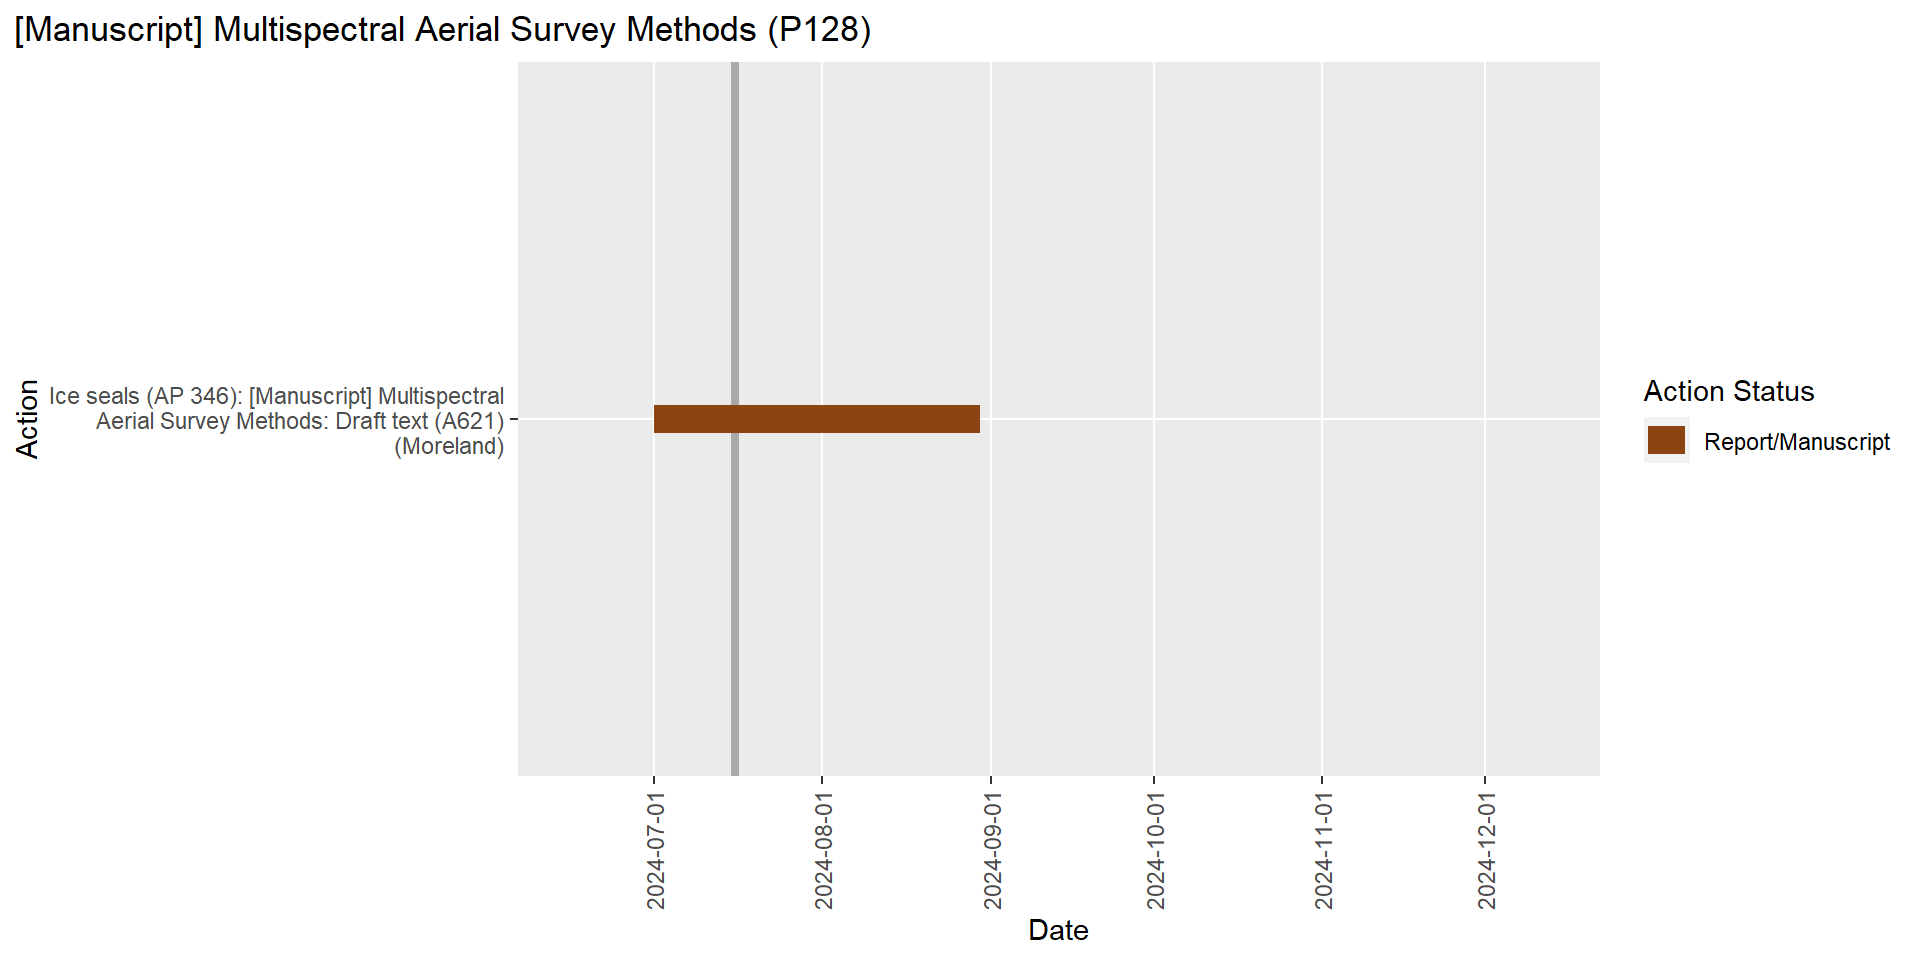 [Manuscript] Multispectral Aerial Survey Methods (P128)
Action
Ice seals (AP 346): [Manuscript] Multispectral
Aerial Survey Methods: Draft text (A621)
(Moreland)
Action Status
Report/Manuscript
2024-07-01
2024-08-01
2024-09-01
2024-10-01
2024-11-01
2024-12-01
Date